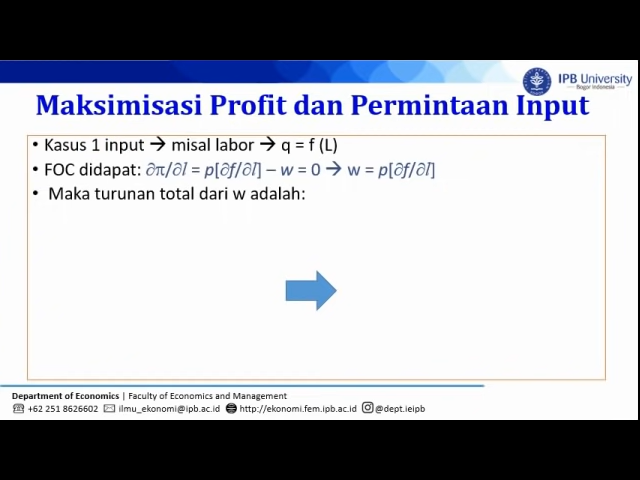 IPB University
Bogor Indonesia
Maksimisasi Profit dan Permintaan Input
• Kasus 1 input → misal labor → q = f (L)
• FOC didapat: ∂π/∂l = p[∂f/∂l] – w = 0 → w = p[∂f/∂l]
• Maka turunan total dari w adalah:
Department of Economics | Faculty of Economics and Management
+62 251 8626602 ilmu_ekonomi@ipb.ac.id http://ekonomi.fem.ipb.ac.id @dept.ieipb